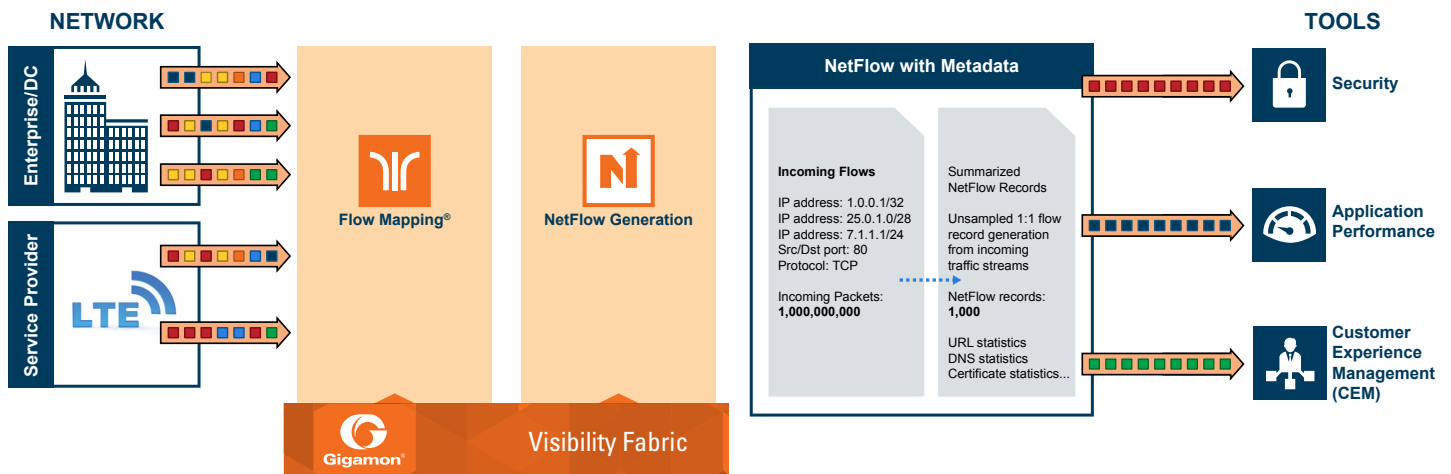 NETWORK
Enterprise/DC
Service Provider
LTE
Flow Mapping®
NetFlow Generation
Gigamon®
Visibility Fabric
NetFlow with Metadata
Incoming Flows
IP address: 1.0.0.1/32
IP address: 25.0.1.0/28
IP address: 7.1.1.1/24
Src/Dst port: 80
Protocol: TCP
Incoming Packets:
1,000,000,000
Summarized
NetFlow Records
Unsampled 1:1 flow
record generation
from incoming
traffic streams
NetFlow records:
1,000
URL statistics
DNS statistics
Certificate statistics...
TOOLS
Security
Application
Performance
Customer
Experience
Management
(CEM)